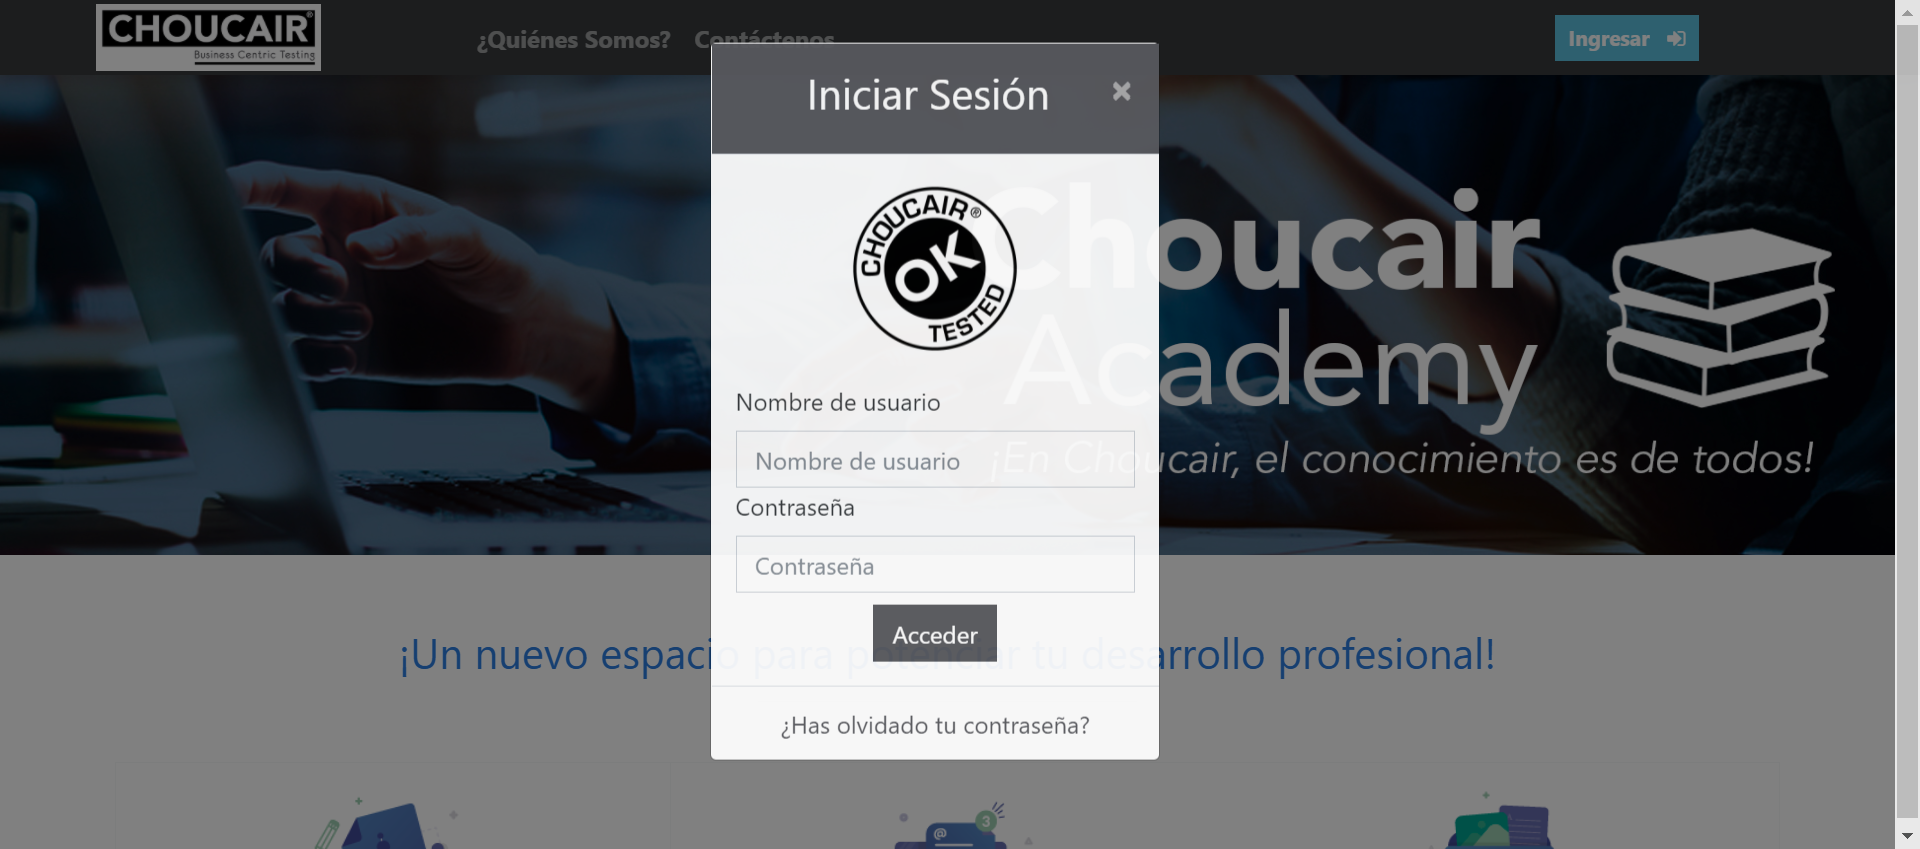 CHOUCAIR®
Business Centric Testing
¿Quiénes Somos?
Contáctenos
Ingresar
Iniciar Sesión
×
CHOUCAIR®
OK
TESTED
Choucair
Academy
¡En Choucair, el conocimiento es de todos!
Nombre de usuario
Nombre de usuario
Contraseña
Contraseña
Acceder
¡Un nuevo espacio para potenciar tu desarrollo profesional!
¿Has olvidado tu contraseña?
@
3